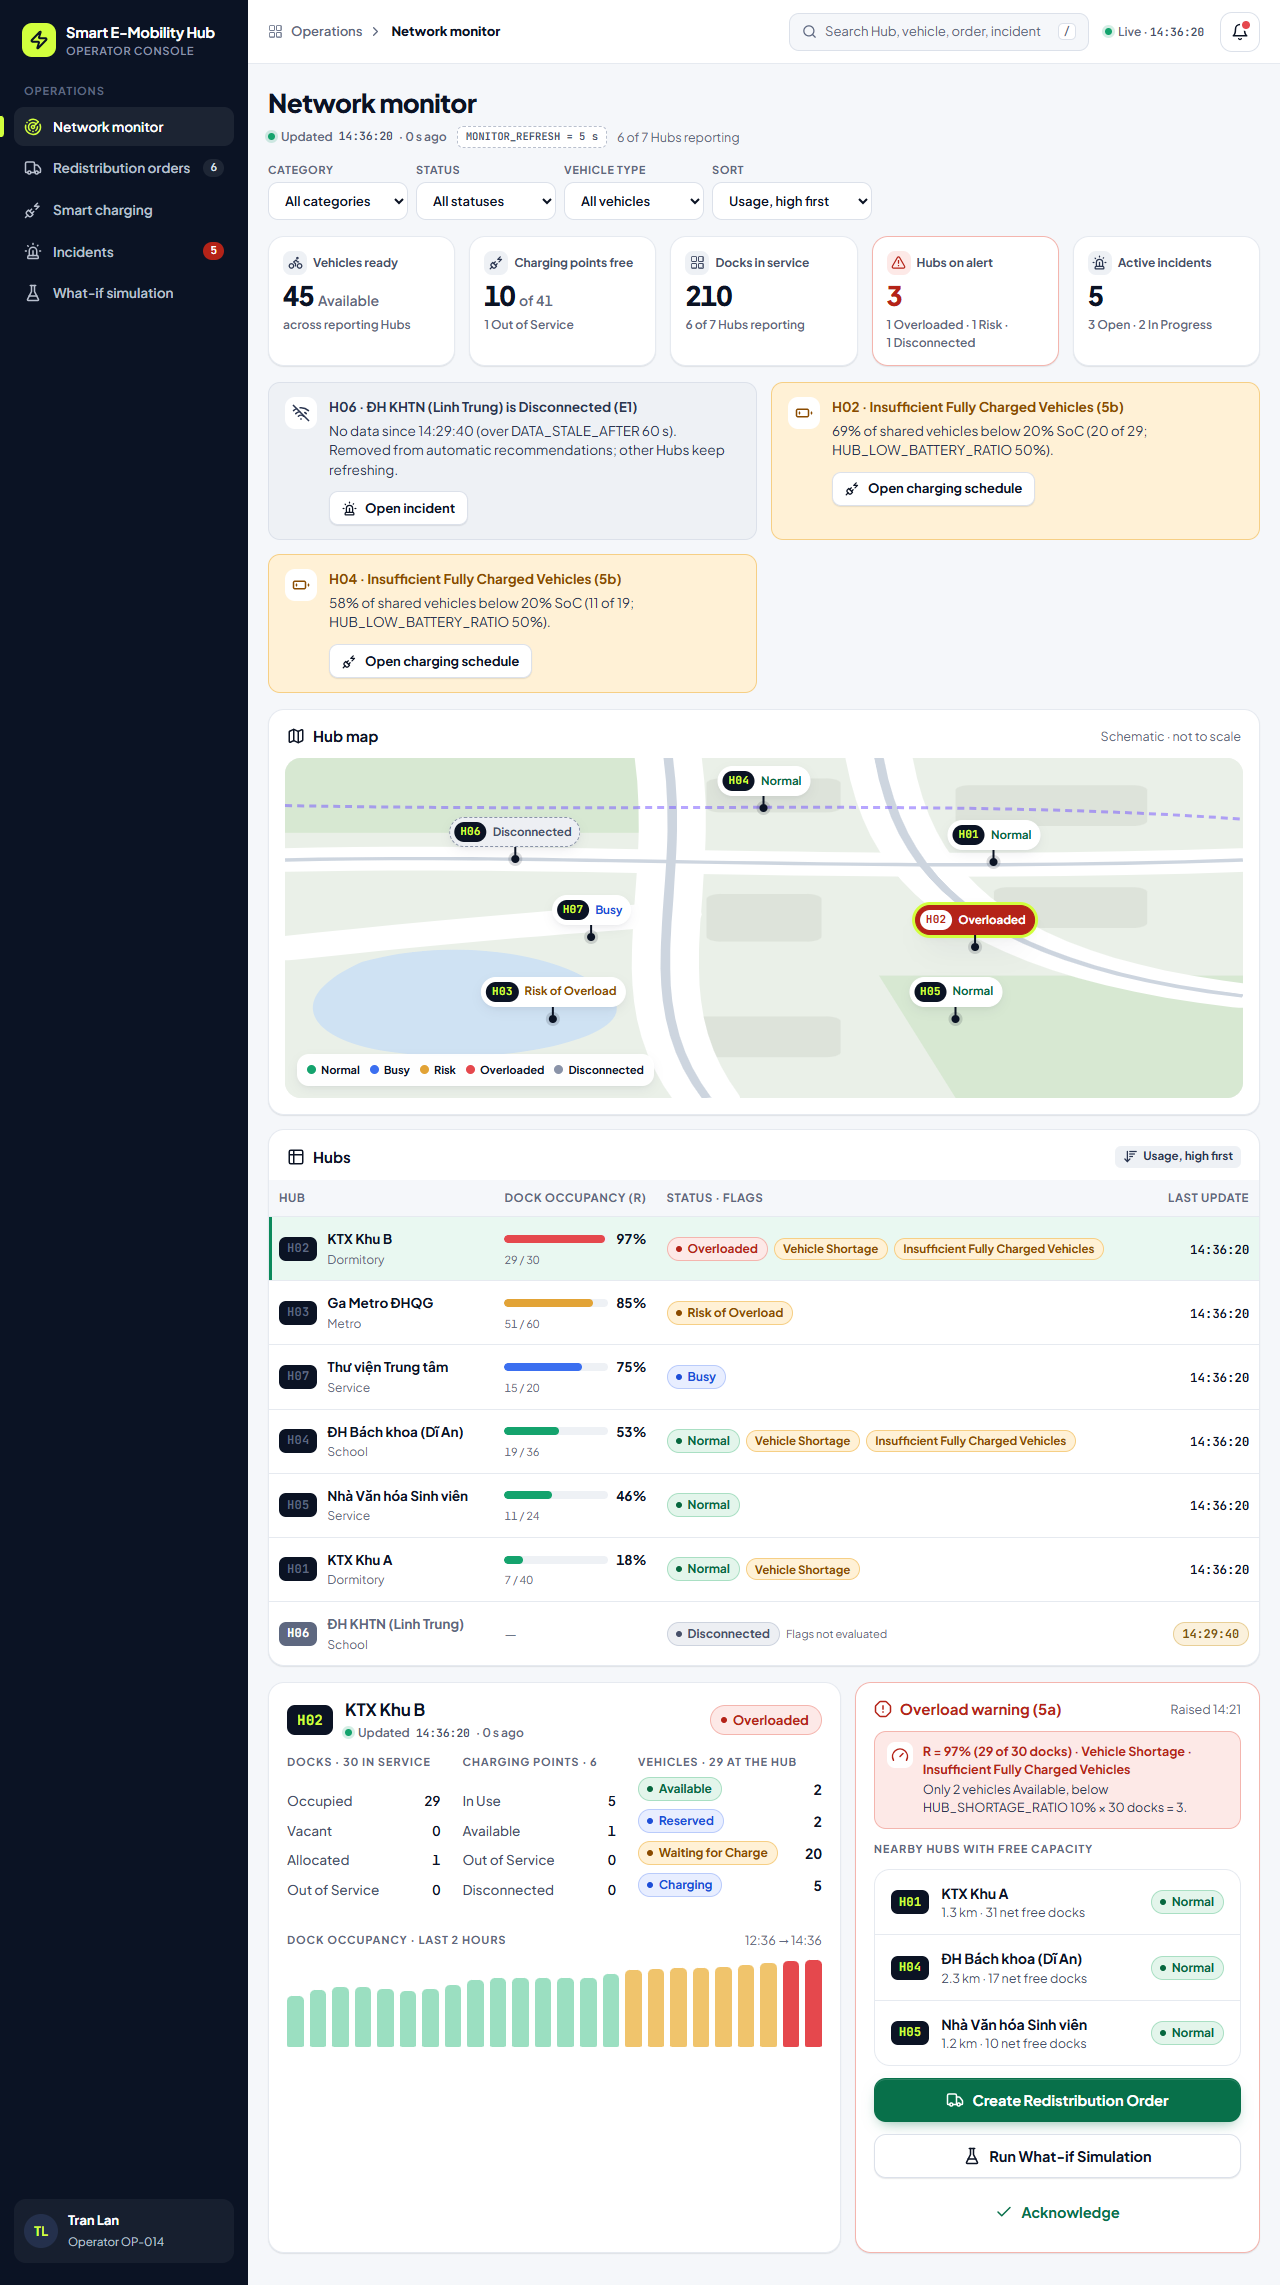 Smart E-Mobility Hub
OPERATOR CONSOLE
OPERATIONS
Network monitor
Redistribution orders 6
Smart charging
Incidents 5
What-if simulation
TL
Tran Lan
Operator OP-014
Operations
Network monitor
Search Hub, vehicle, order, incident /
Live · 14:36:20
Network monitor
Updated 14:36:20 · 0 s ago MONITOR_REFRESH = 5 s 6 of 7 Hubs reporting
CATEGORY STATUS VEHICLE TYPE SORT
All categories All statuses All vehicles Usage, high first
Vehicles ready
45 Available
across reporting Hubs
Charging points free
10 of 41
1 Out of Service
Docks in service
210
6 of 7 Hubs reporting
Hubs on alert
3
1 Overloaded · 1 Risk ·
1 Disconnected
Active incidents
5
3 Open · 2 In Progress
H06 · ĐH KHTN (Linh Trung) is Disconnected (E1)
No data since 14:29:40 (over DATA_STALE_AFTER 60 s).
Removed from automatic recommendations; other Hubs keep
refreshing.
Open incident
H02 · Insufficient Fully Charged Vehicles (5b)
69% of shared vehicles below 20% SoC (20 of 29;
HUB_LOW_BATTERY_RATIO 50%).
Open charging schedule
H04 · Insufficient Fully Charged Vehicles (5b)
58% of shared vehicles below 20% SoC (11 of 19;
HUB_LOW_BATTERY_RATIO 50%).
Open charging schedule
Hub map
Schematic · not to scale
H04 Normal
H06 Disconnected
H01 Normal
H07 Busy
H02 Overloaded
H03 Risk of Overload
H05 Normal
Normal Busy Risk Overloaded Disconnected
Hubs
Usage, high first
HUB DOCK OCCUPANCY (R) STATUS · FLAGS LAST UPDATE
H02 KTX Khu B 97% Overloaded Vehicle Shortage Insufficient Fully Charged Vehicles 14:36:20
Dormitory 29 / 30
H03 Ga Metro ĐHQG 85% Risk of Overload 14:36:20
Metro 51 / 60
H07 Thư viện Trung tâm 75% Busy 14:36:20
Service 15 / 20
H04 ĐH Bách khoa (Dĩ An) 53% Normal Vehicle Shortage Insufficient Fully Charged Vehicles 14:36:20
School 19 / 36
H05 Nhà Văn hóa Sinh viên 46% Normal 14:36:20
Service 11 / 24
H01 KTX Khu A 18% Normal Vehicle Shortage 14:36:20
Dormitory 7 / 40
H06 ĐH KHTN (Linh Trung) — Disconnected Flags not evaluated 14:29:40
School
H02 KTX Khu B
Updated 14:36:20 · 0 s ago
Overloaded
DOCKS · 30 IN SERVICE
Occupied 29
Vacant 0
Allocated 1
Out of Service 0
CHARGING POINTS · 6
In Use 5
Available 1
Out of Service 0
Disconnected 0
VEHICLES · 29 AT THE HUB
Available 2
Reserved 2
Waiting for Charge 20
Charging 5
DOCK OCCUPANCY · LAST 2 HOURS 12:36 → 14:36
Overload warning (5a) Raised 14:21
R = 97% (29 of 30 docks) · Vehicle Shortage ·
Insufficient Fully Charged Vehicles
Only 2 vehicles Available, below
HUB_SHORTAGE_RATIO 10% × 30 docks = 3.
NEARBY HUBS WITH FREE CAPACITY
H01 KTX Khu A Normal
1.3 km · 31 net free docks
H04 ĐH Bách khoa (Dĩ An) Normal
2.3 km · 17 net free docks
H05 Nhà Văn hóa Sinh viên Normal
1.2 km · 10 net free docks
Create Redistribution Order
Run What-if Simulation
Acknowledge